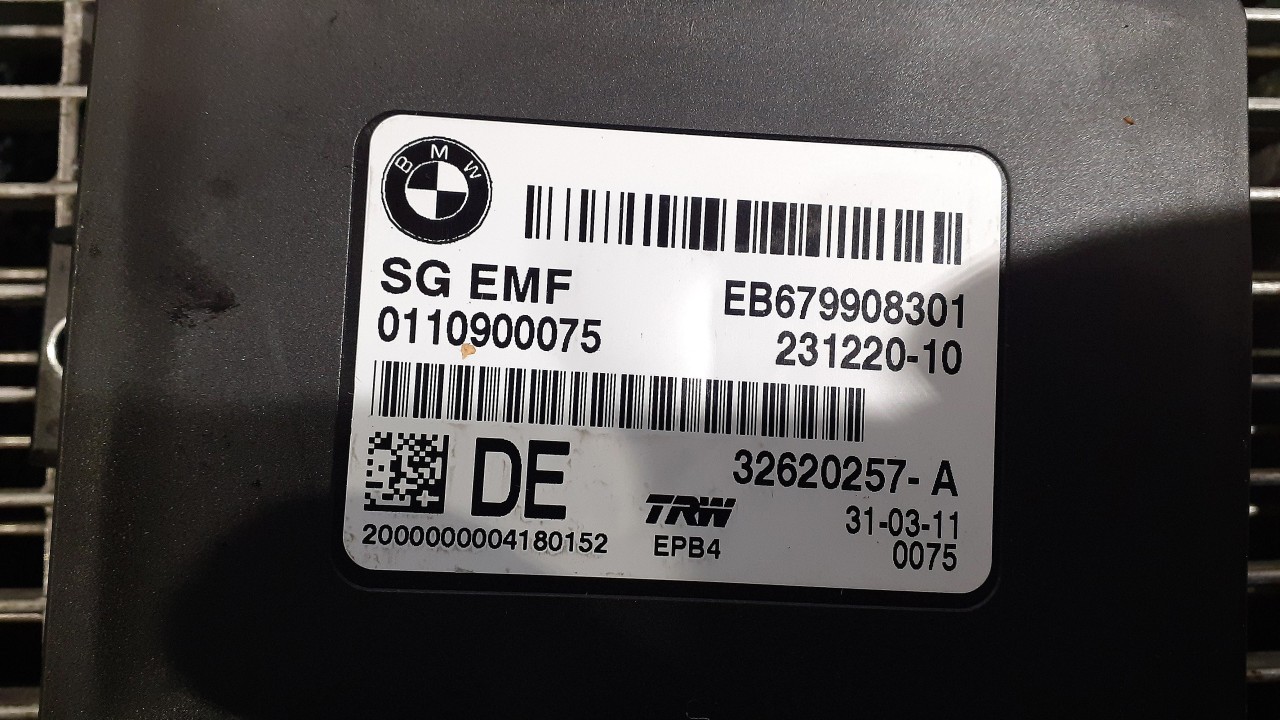 BMW
SG EMF
EB679908301
0110900075
231220-10
DE
32620257- A
TRW
31-03-11
2000000004180152
EPB4
0075